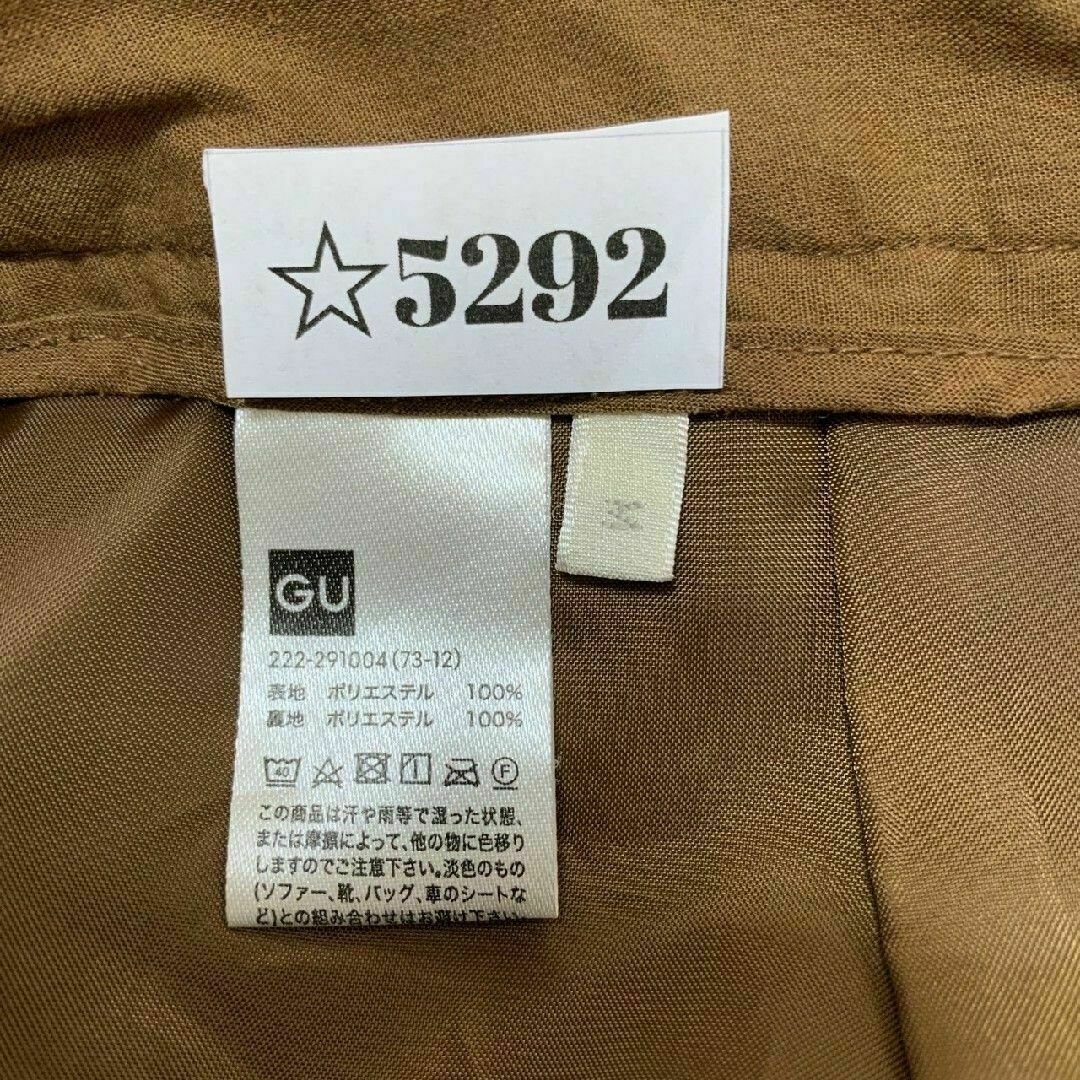 ☆5292
M
GU
222-291004(73-12)
表地 ポリエステル 100%
裏地 ポリエステル 100%
40 F
この商品は汗や雨等で湿った状態、
または摩擦によって、他の物に色移り
しますのでご注意下さい。淡色のもの
(ソファー、靴、バッグ、車のシートな
ど)との組み合わせはお避け下さい